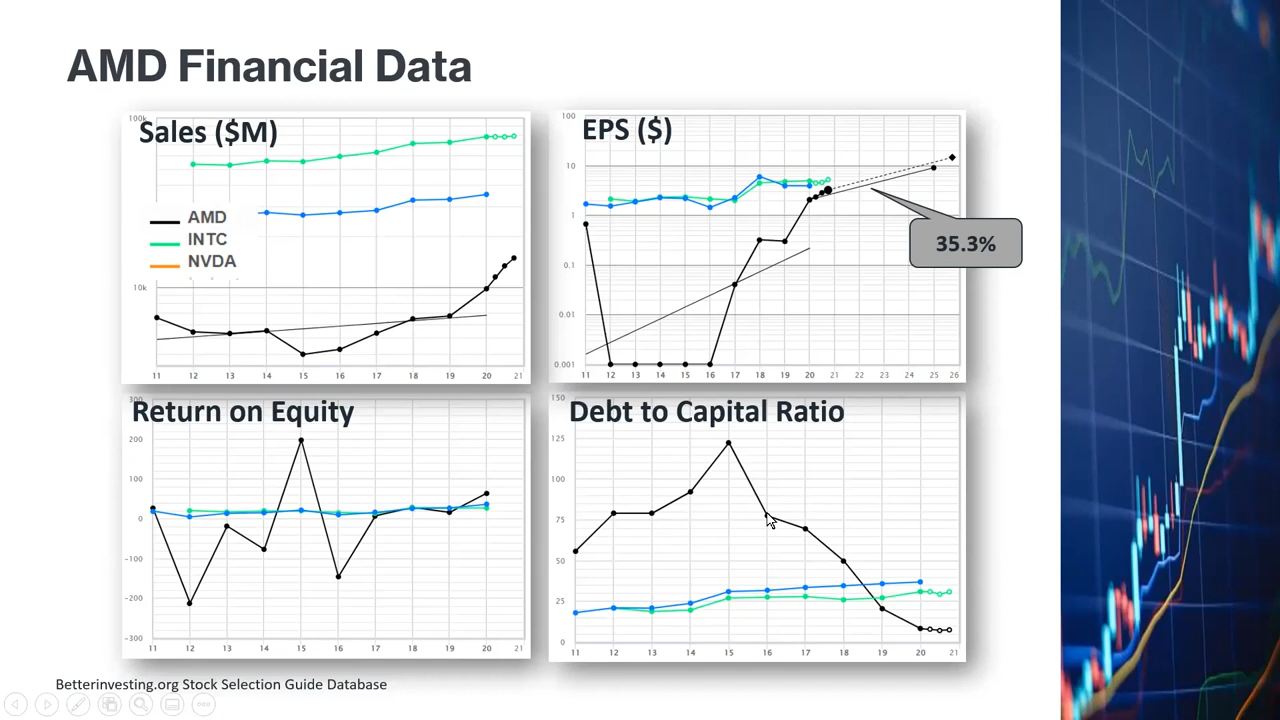 AMD Financial Data
Sales ($M)
100k
10k
AMD
INTC
NVDA
11 12 13 14 15 16 17 18 19 20 21
EPS ($)
100
10
1
0.1
0.01
0.001
35.3%
11 12 13 14 15 16 17 18 19 20 21 22 23 24 25 26
Return on Equity
300
200
100
0
-100
-200
-300
11 12 13 14 15 16 17 18 19 20 21
Debt to Capital Ratio
150
125
100
75
50
25
0
11 12 13 14 15 16 17 18 19 20 21
Betterinvesting.org Stock Selection Guide Database